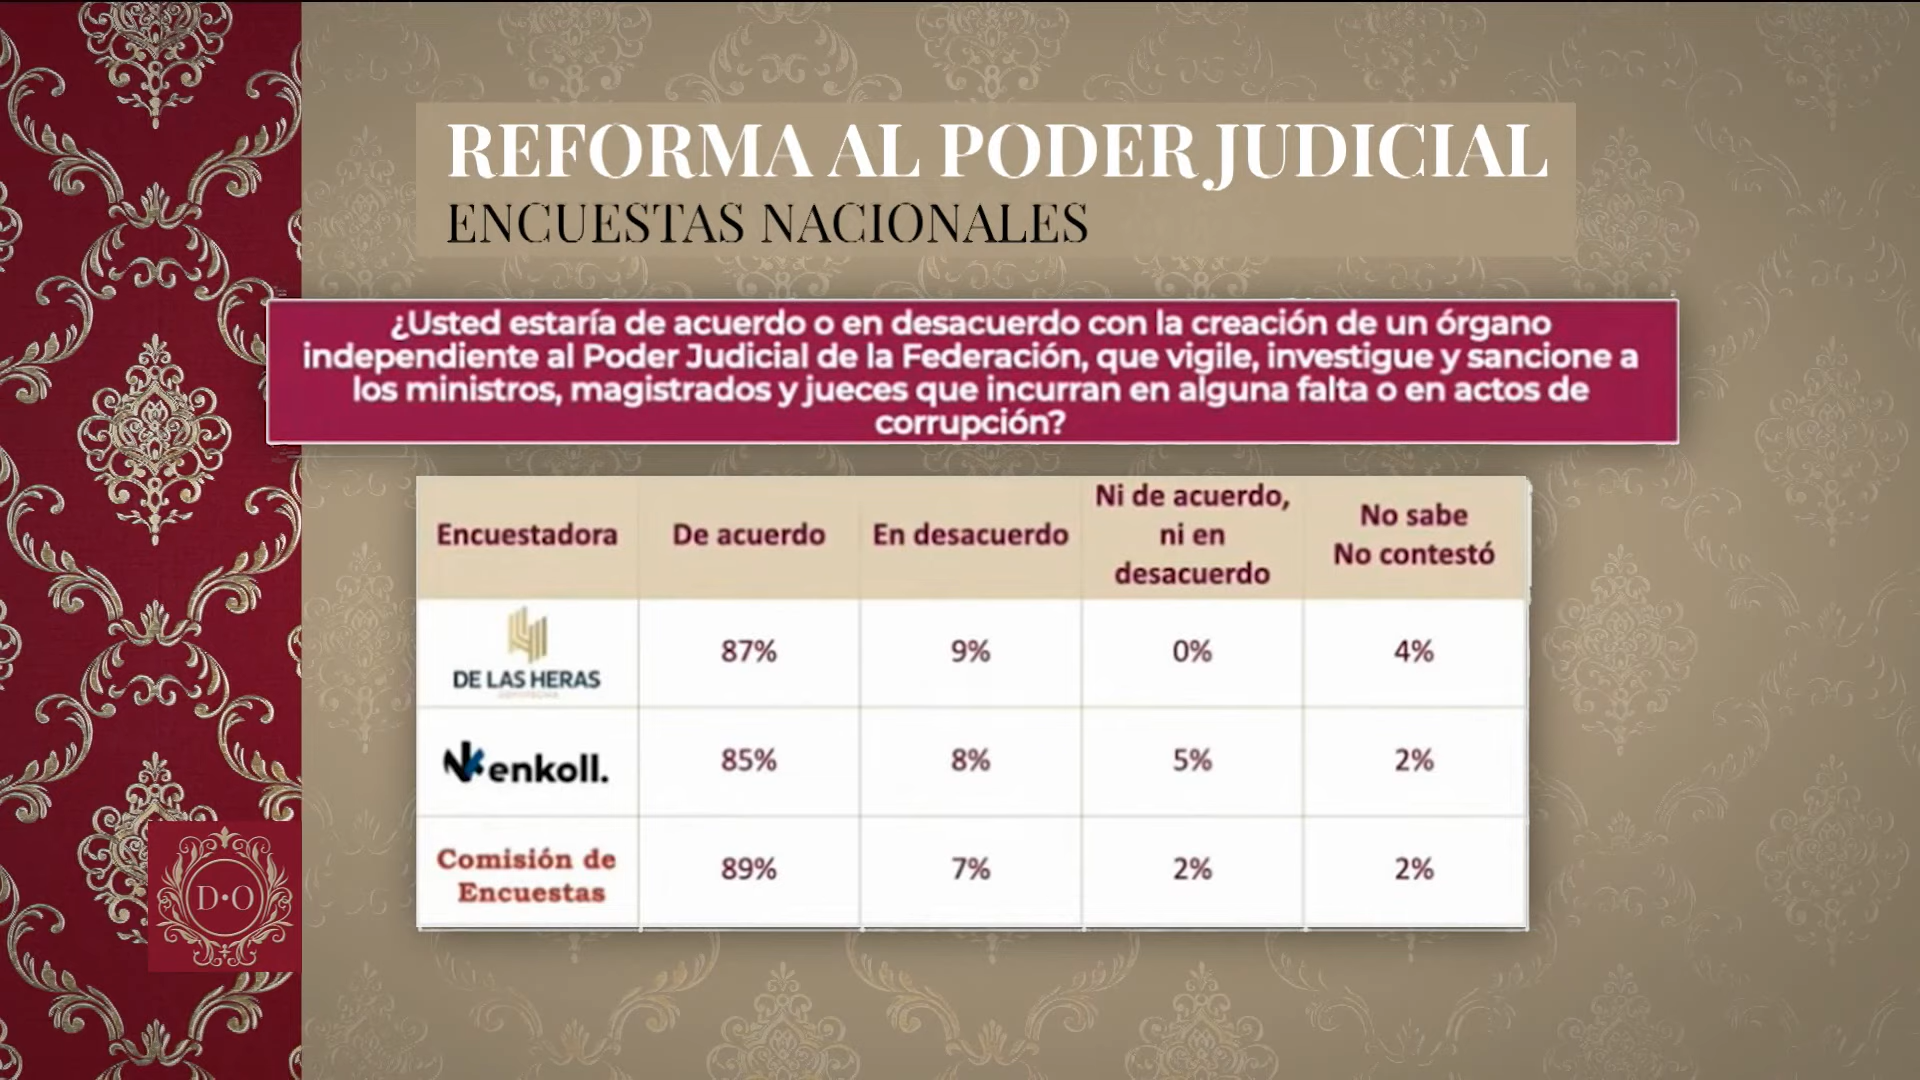 REFORMA AL PODER JUDICIAL
ENCUESTAS NACIONALES
¿Usted estaría de acuerdo o en desacuerdo con la creación de un órgano
independiente al Poder Judicial de la Federación, que vigile, investigue y sancione a
los ministros, magistrados y jueces que incurran en alguna falta o en actos de
corrupción?
Encuestadora De acuerdo En desacuerdo Ni de acuerdo, ni en desacuerdo No sabe No contestó
DE LAS HERAS 87% 9% 0% 4%
enkoll. 85% 8% 5% 2%
Comisión de Encuestas 89% 7% 2% 2%
D·O